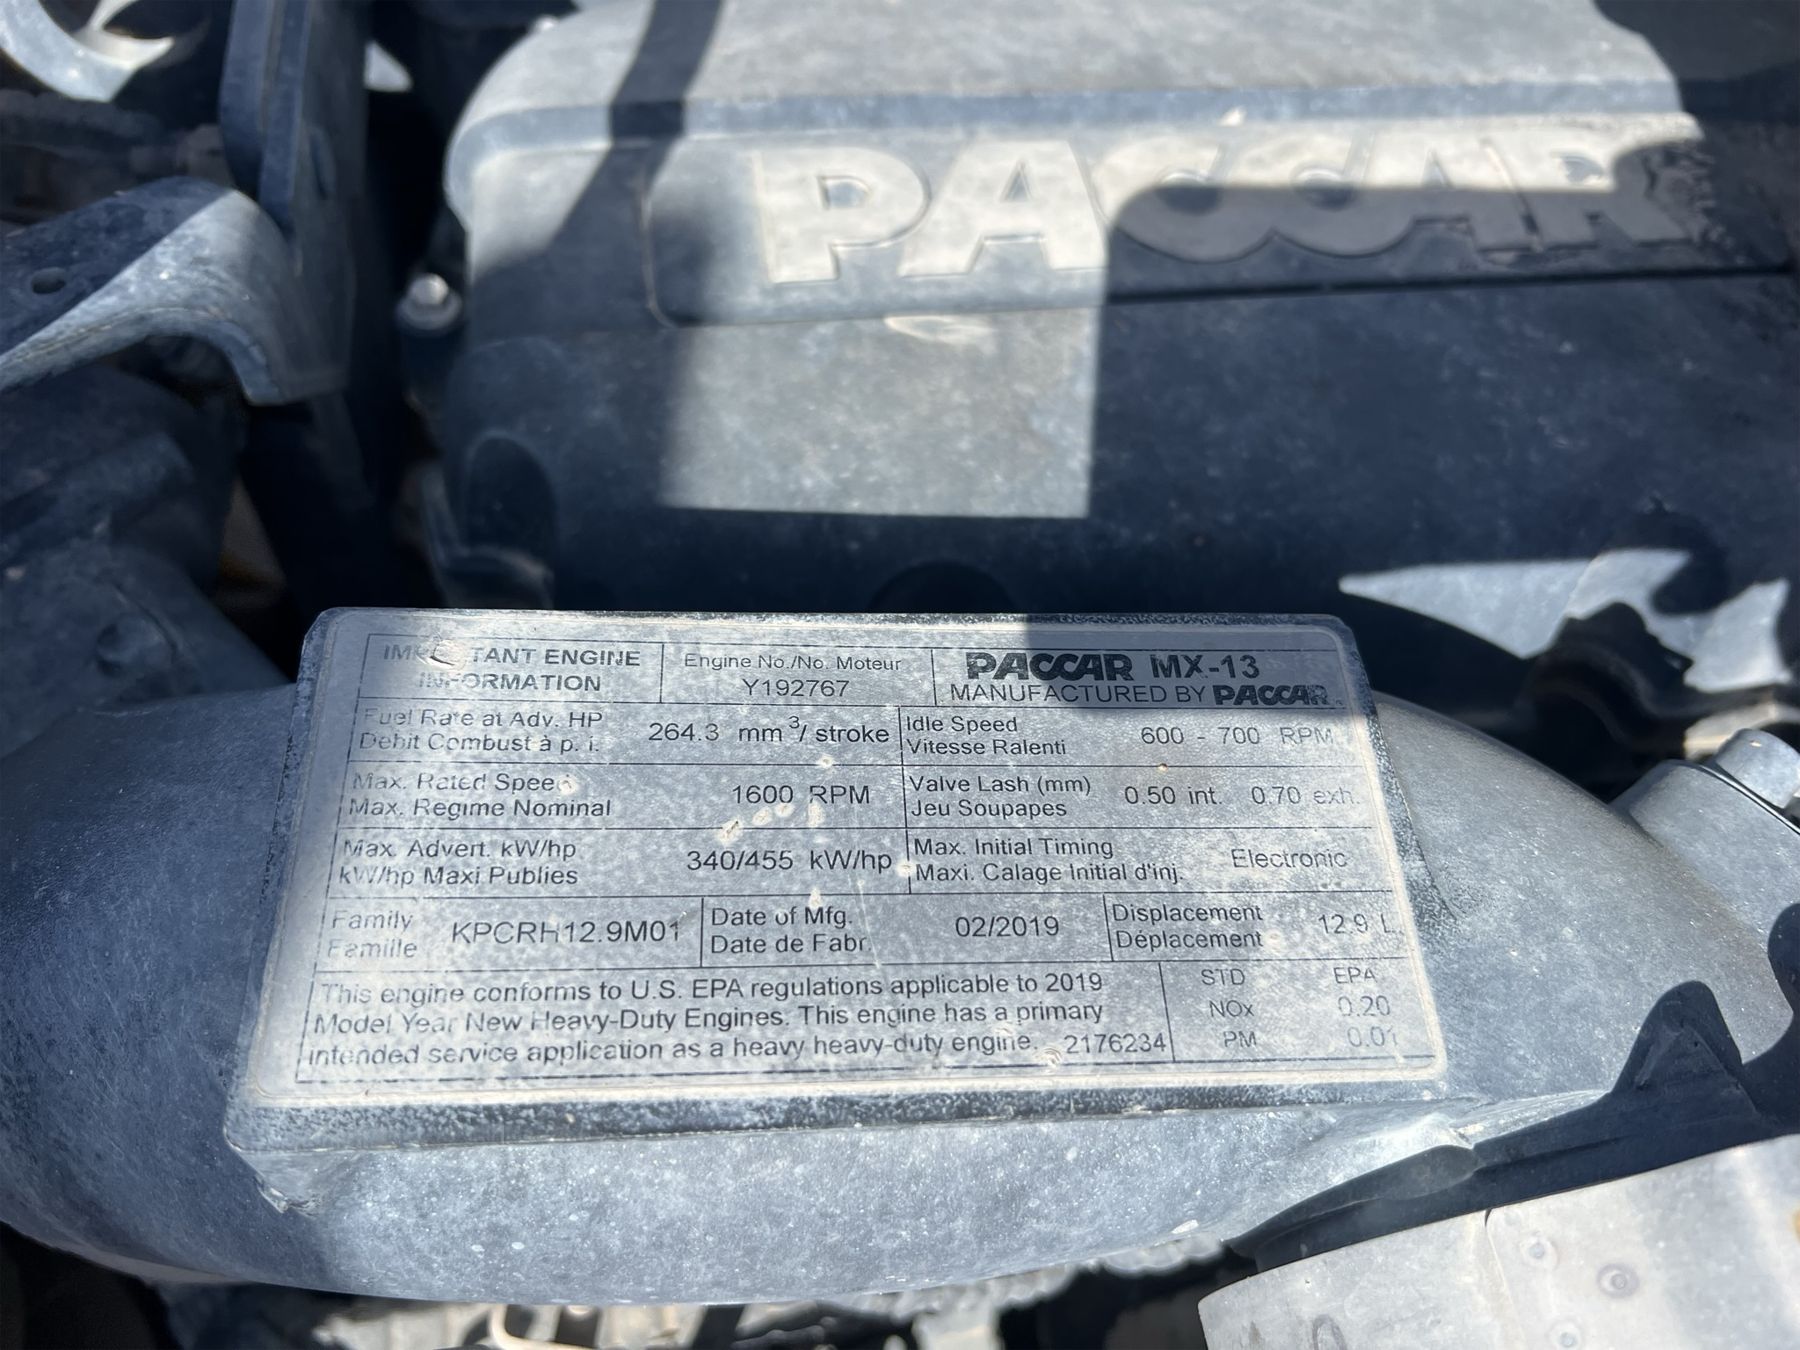 PACCAR
IMPORTANT ENGINE
INFORMATION
Engine No./No. Moteur
Y192767
PACCAR MX-13
MANUFACTURED BY PACCAR
Fuel Rate at Adv. HP
Debit Combust à p. i.
264.3 mm³/ stroke
Idle Speed
Vitesse Ralenti
600 - 700 RPM
Max. Rated Speed
Max. Regime Nominal
1600 RPM
Valve Lash (mm)
Jeu Soupapes
0.50 int. 0.70 exh.
Max. Advert. kW/hp
kW/hp Maxi Publies
340/455 kW/hp
Max. Initial Timing
Maxi. Calage Initial d'inj.
Electronic
Family
Famille
KPCRH12.9M01
Date of Mfg.
Date de Fabr.
02/2019
Displacement
Déplacement
12.9 L
This engine conforms to U.S. EPA regulations applicable to 2019
Model Year New Heavy-Duty Engines. This engine has a primary
intended service application as a heavy heavy-duty engine. 2176234
STD EPA
NOx 0.20
PM 0.01